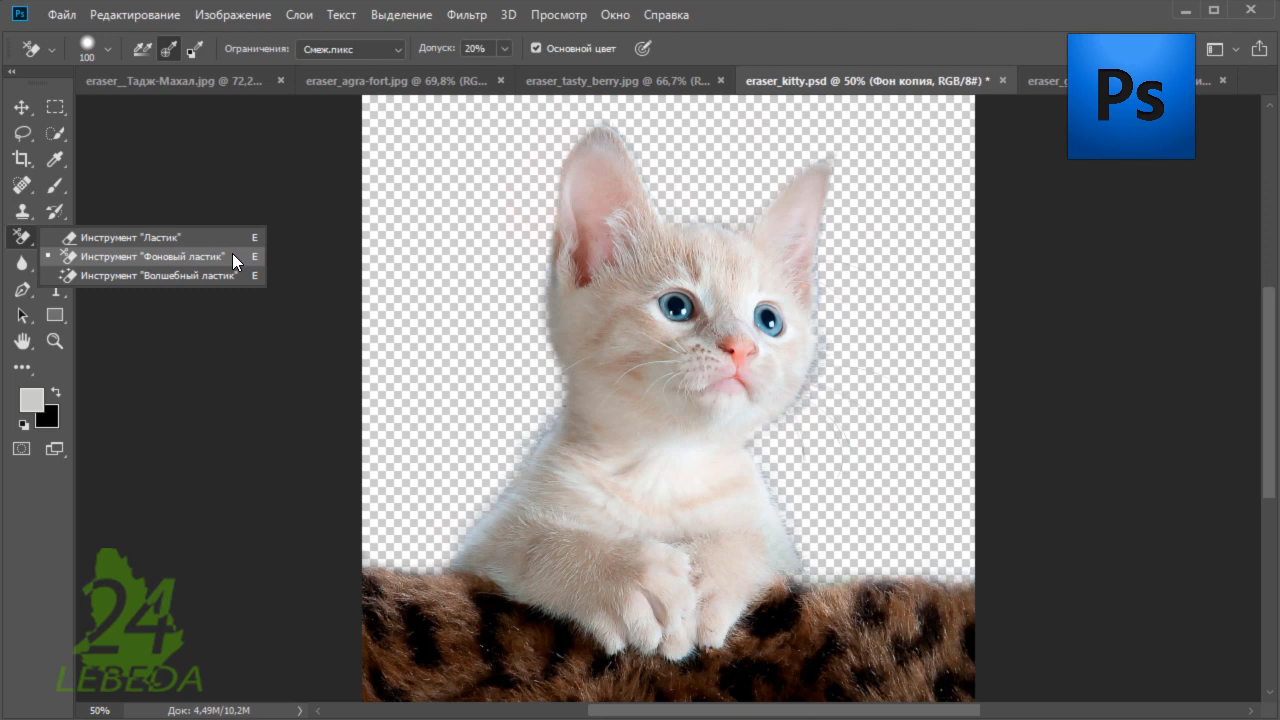 Ps Файл Редактирование Изображение Слои Текст Выделение Фильтр 3D Просмотр Окно Справка
100 Ограничения: Смеж.пикс Допуск: 20% Основной цвет
eraser__Тадж-Махал.jpg @ 72,2... eraser_agra-fort.jpg @ 69,8% (RG... eraser_tasty_berry.jpg @ 66,7% (R... eraser_kitty.psd @ 50% (Фон копия, RGB/8#) *
Ps
Инструмент "Ластик" E
Инструмент "Фоновый ластик" E
Инструмент "Волшебный ластик" E
24
LEBEDA
50% Док: 4,49M/10,2M